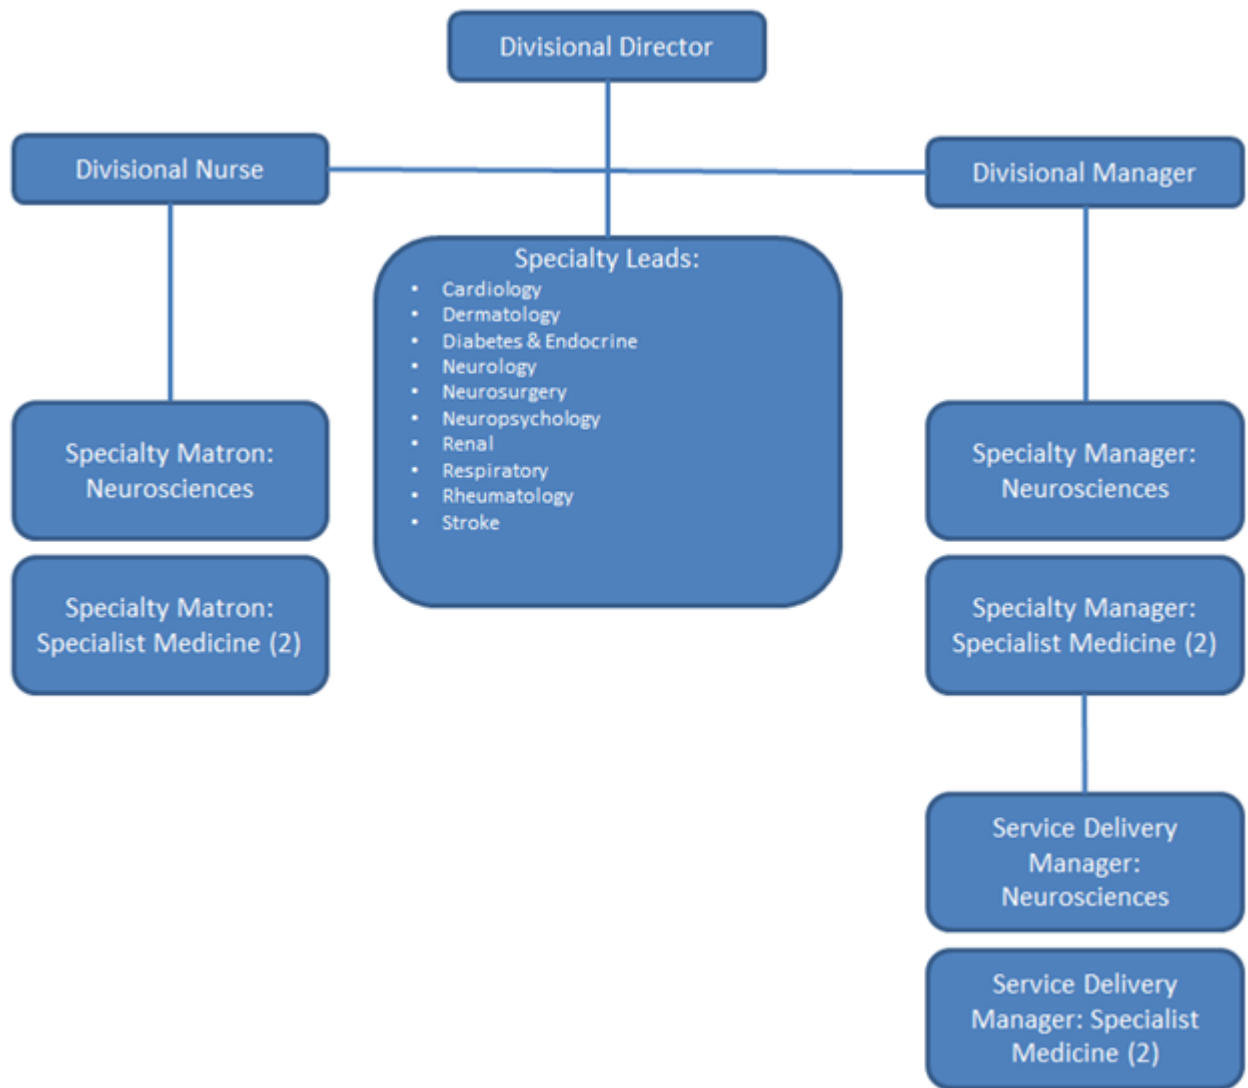 Divisional Director
Divisional Nurse
Divisional Manager
Specialty Leads:
• Cardiology
• Dermatology
• Diabetes & Endocrine
• Neurology
• Neurosurgery
• Neuropsychology
• Renal
• Respiratory
• Rheumatology
• Stroke
Specialty Matron:
Neurosciences
Specialty Matron:
Specialist Medicine (2)
Specialty Manager:
Neurosciences
Specialty Manager:
Specialist Medicine (2)
Service Delivery
Manager:
Neurosciences
Service Delivery
Manager: Specialist
Medicine (2)